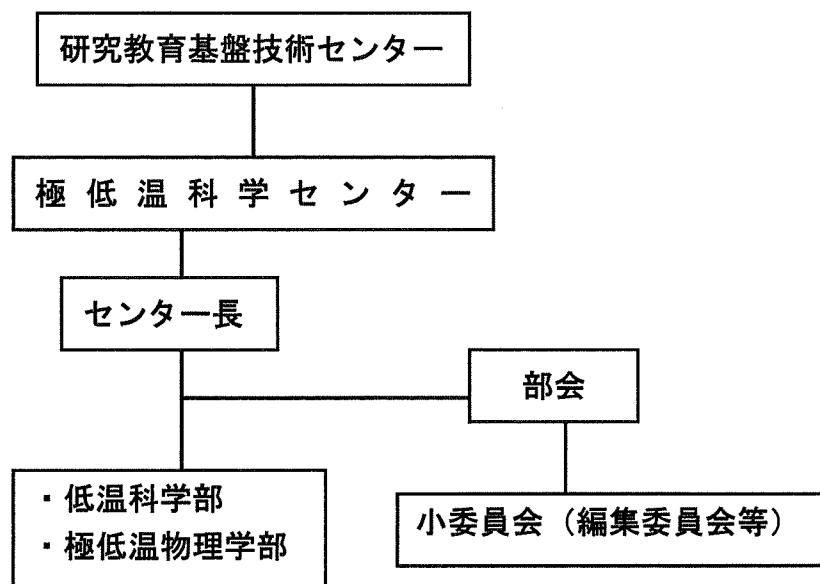 研究教育基盤技術センター
極低温科学センター
センター長
部会
・低温科学部
・極低温物理学部
小委員会（編集委員会等）